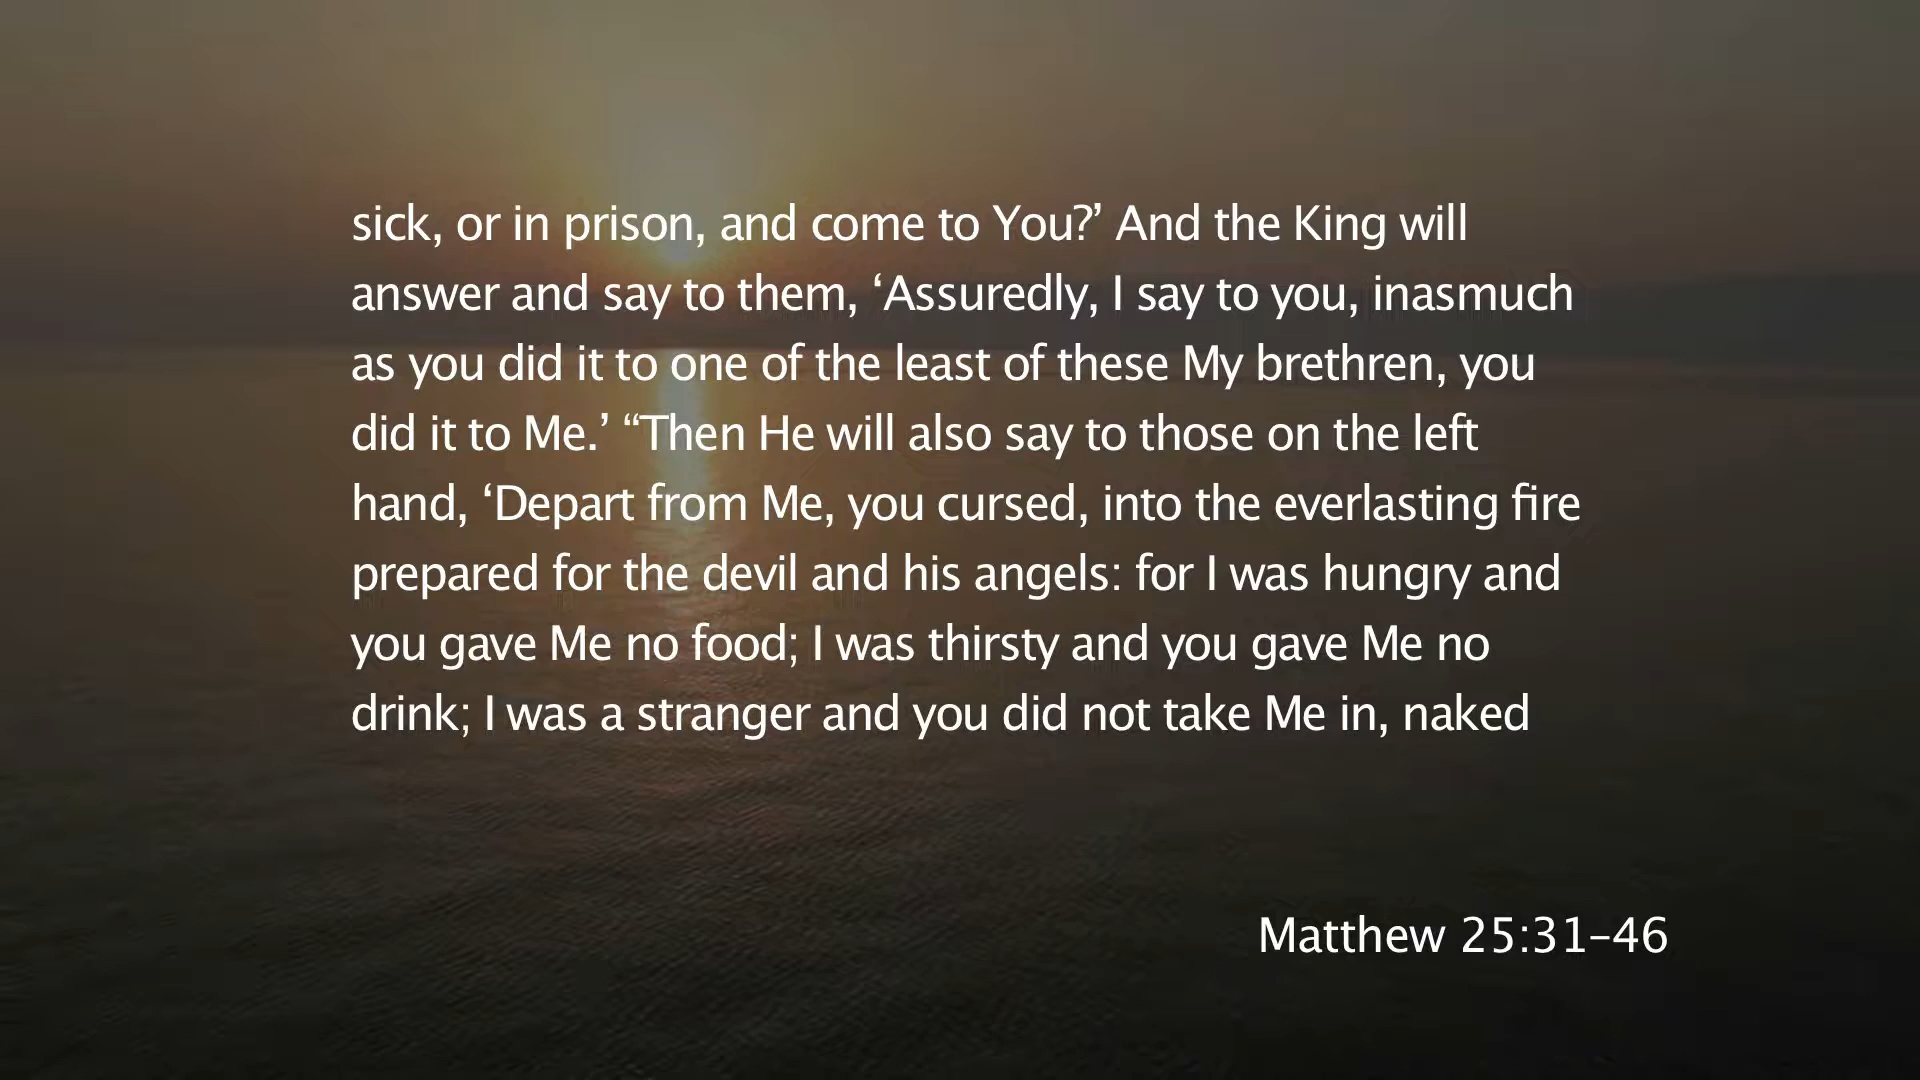 sick, or in prison, and come to You?’ And the King will
answer and say to them, ‘Assuredly, I say to you, inasmuch
as you did it to one of the least of these My brethren, you
did it to Me.’ “Then He will also say to those on the left
hand, ‘Depart from Me, you cursed, into the everlasting fire
prepared for the devil and his angels: for I was hungry and
you gave Me no food; I was thirsty and you gave Me no
drink; I was a stranger and you did not take Me in, naked
Matthew 25:31–46